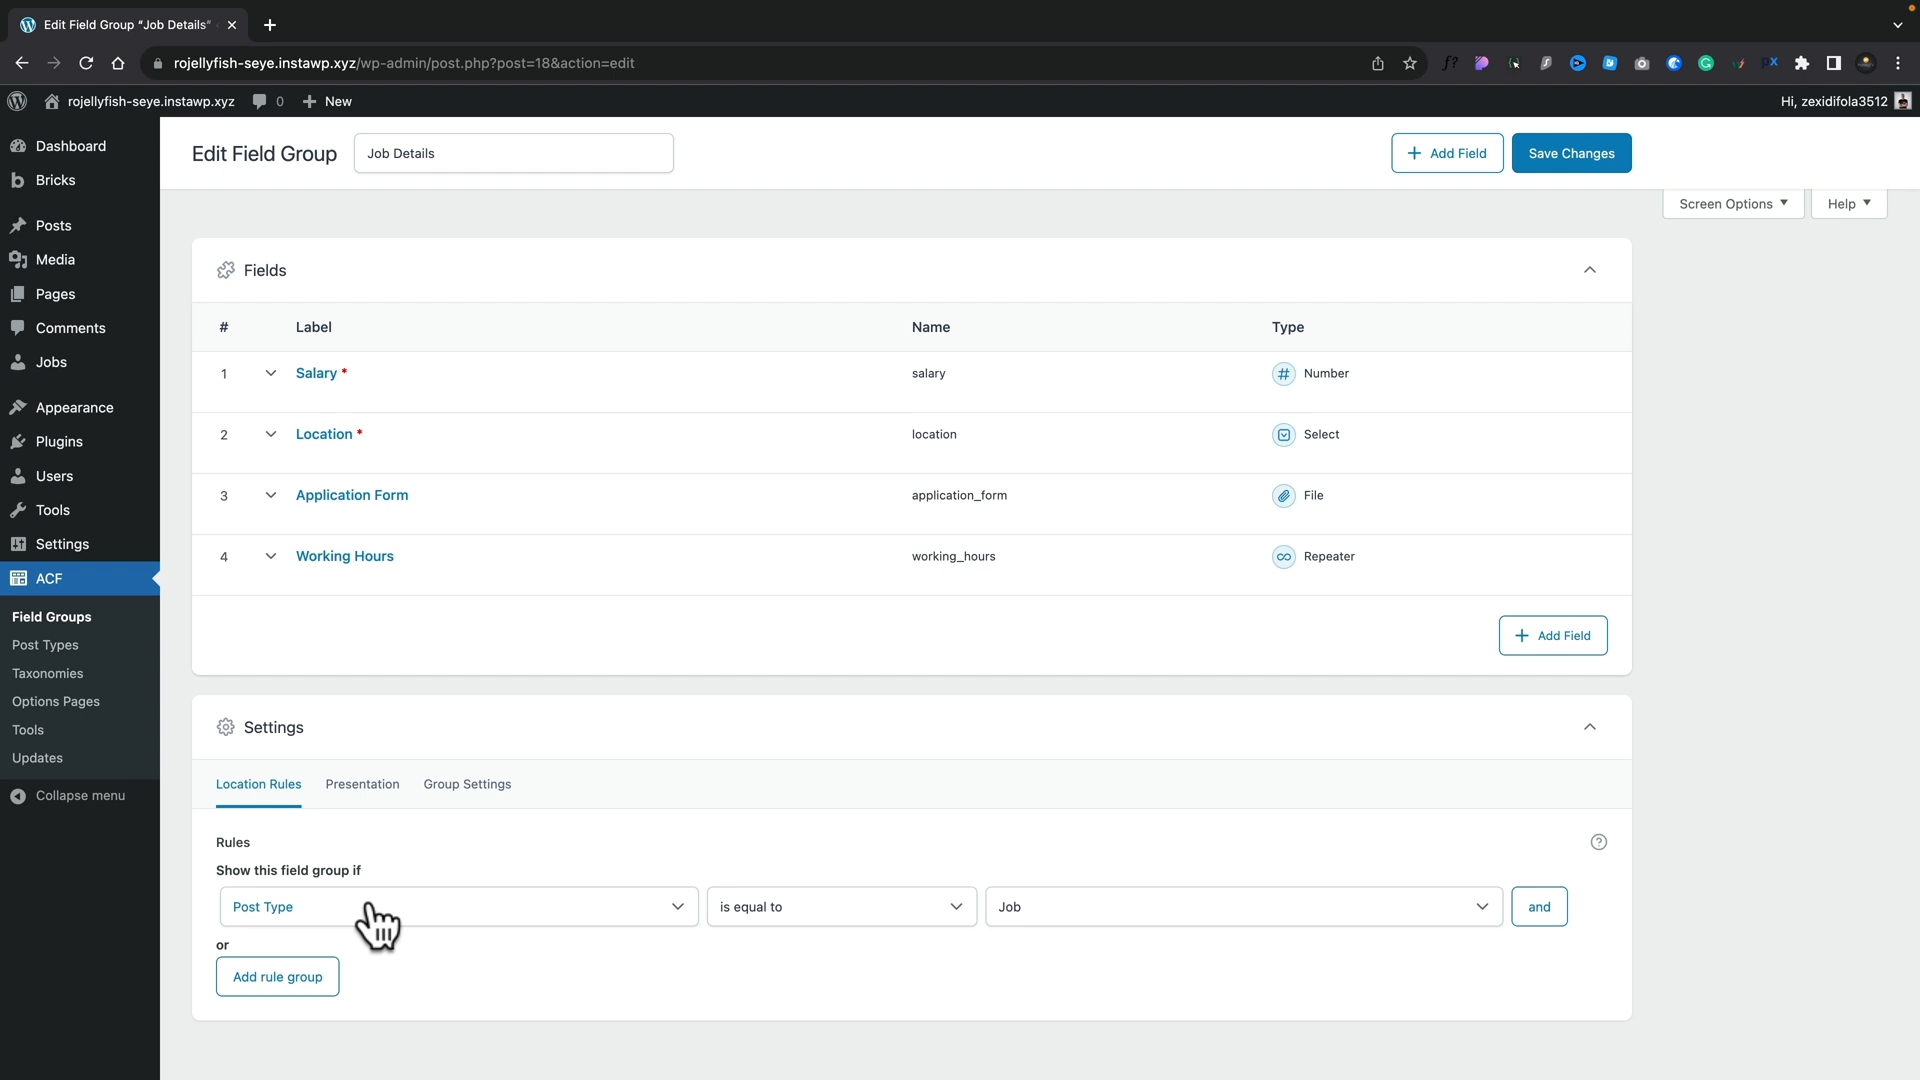 Edit Field Group "Job Details"
rojellyfish-seye.instawp.xyz/wp-admin/post.php?post=18&action=edit
rojellyfish-seye.instawp.xyz 0 New Hi, zexidifola3512
Dashboard
Bricks
Posts
Media
Pages
Comments
Jobs
Appearance
Plugins
Users
Tools
Settings
ACF
Field Groups
Post Types
Taxonomies
Options Pages
Tools
Updates
Collapse menu
Edit Field Group Job Details + Add Field Save Changes
Screen Options Help
Fields
# Label Name Type
1 Salary * salary # Number
2 Location * location Select
3 Application Form application_form File
4 Working Hours working_hours Repeater
+ Add Field
Settings
Location Rules Presentation Group Settings
Rules ?
Show this field group if
Post Type is equal to Job and
or
Add rule group